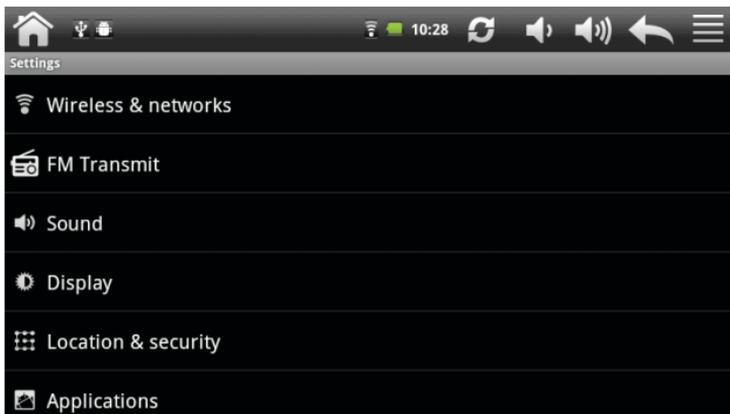 10:28
Settings
Wireless & networks
FM Transmit
Sound
Display
Location & security
Applications